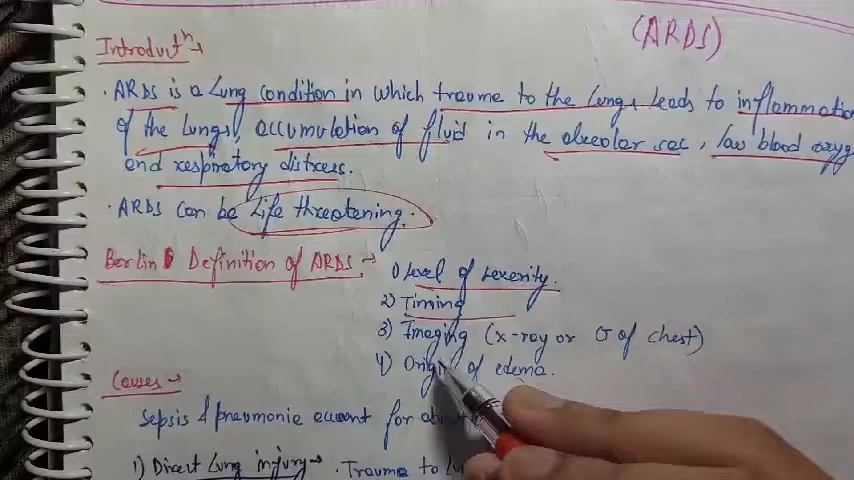 (ARDS)
Introductⁿ →
· ARDS is a Lung condition in which trauma to the lungs leads to inflammation
of the lungs, accumulation of fluid in the alveolar sac, low blood oxyg
and respiratory distress.
· ARDS can be Life threatening.
Berlin Definition of ARDS →
1) Level of severity.
2) Timing
3) Imaging (x-ray or CT of chest)
4) Origin of edema.
Causes →
Sepsis & pneumonia account for
1) Direct Lung injury → · Trauma to